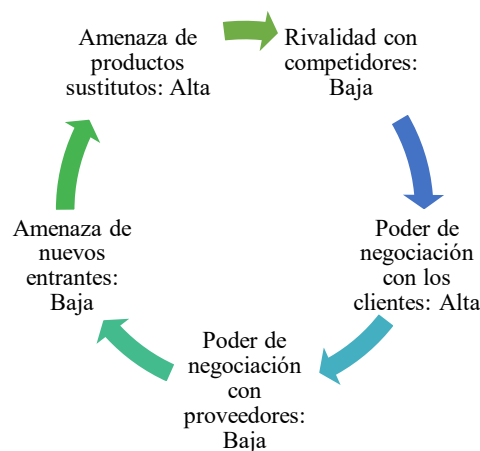 Rivalidad con
competidores:
Baja
Poder de
negociación
con los
clientes: Alta
Poder de
negociación
con
proveedores:
Baja
Amenaza de
nuevos
entrantes:
Baja
Amenaza de
productos
sustitutos: Alta